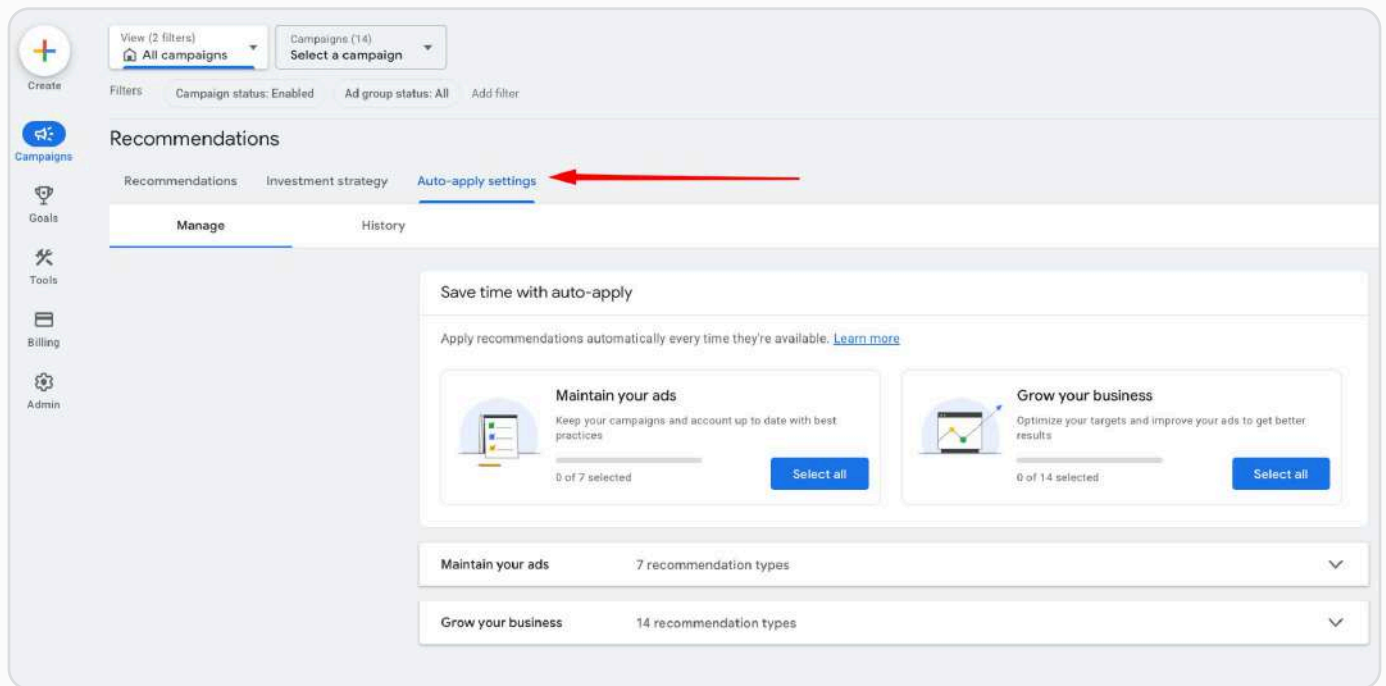 View (2 filters)
All campaigns
Campaigns (14)
Select a campaign
Create
Filters
Campaign status: Enabled
Ad group status: All
Add filter
Campaigns
Recommendations
Recommendations
Investment strategy
Auto-apply settings
Goals
Manage
History
Tools
Billing
Admin
Save time with auto-apply
Apply recommendations automatically every time they're available. Learn more
Maintain your ads
Keep your campaigns and account up to date with best
practices
0 of 7 selected
Select all
Grow your business
Optimize your targets and improve your ads to get better
results
0 of 14 selected
Select all
Maintain your ads
7 recommendation types
Grow your business
14 recommendation types